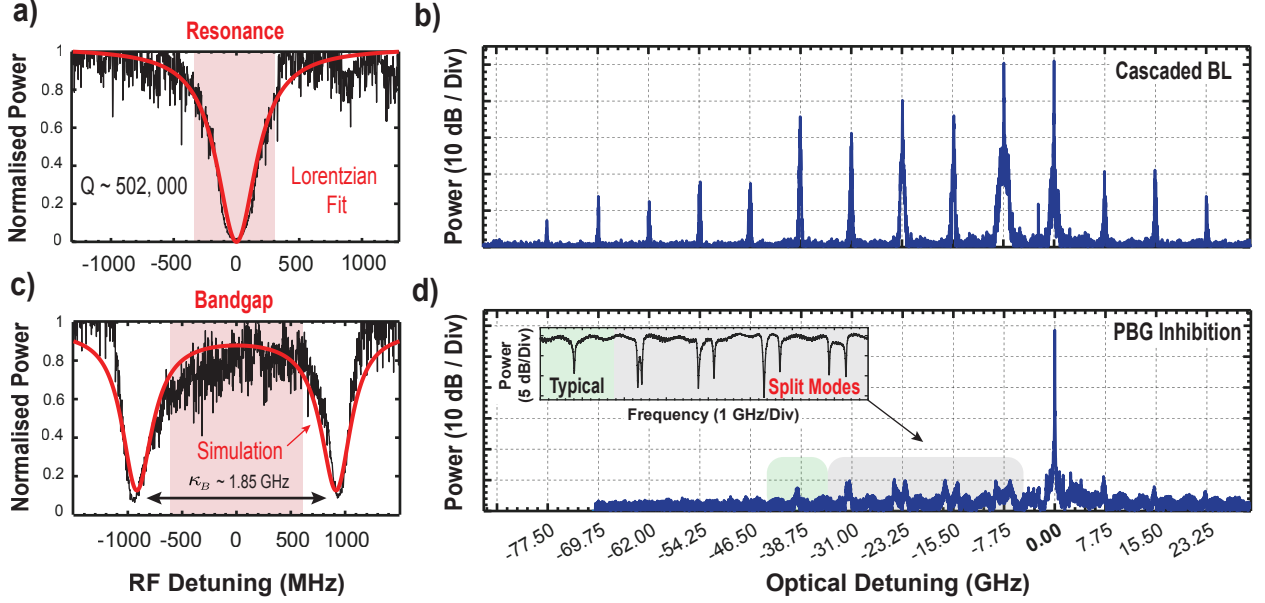 a)
Resonance
Normalised Power
1
0.8
0.6
0.4
0.2
0
Q ~ 502, 000
Lorentzian
Fit
-1000
-500
0
500
1000
b)
Power (10 dB / Div)
Cascaded BL
c)
Bandgap
Normalised Power
1
0.8
0.6
0.4
0.2
0
Simulation
κB ~ 1.85 GHz
-1000
-500
0
500
1000
RF Detuning (MHz)
d)
Power (10 dB / Div)
PBG Inhibition
Power
(5 dB/Div)
Typical
Split Modes
Frequency (1 GHz/Div)
-77.50
-69.75
-62.00
-54.25
-46.50
-38.75
-31.00
-23.25
-15.50
-7.75
0.00
7.75
15.50
23.25
Optical Detuning (GHz)